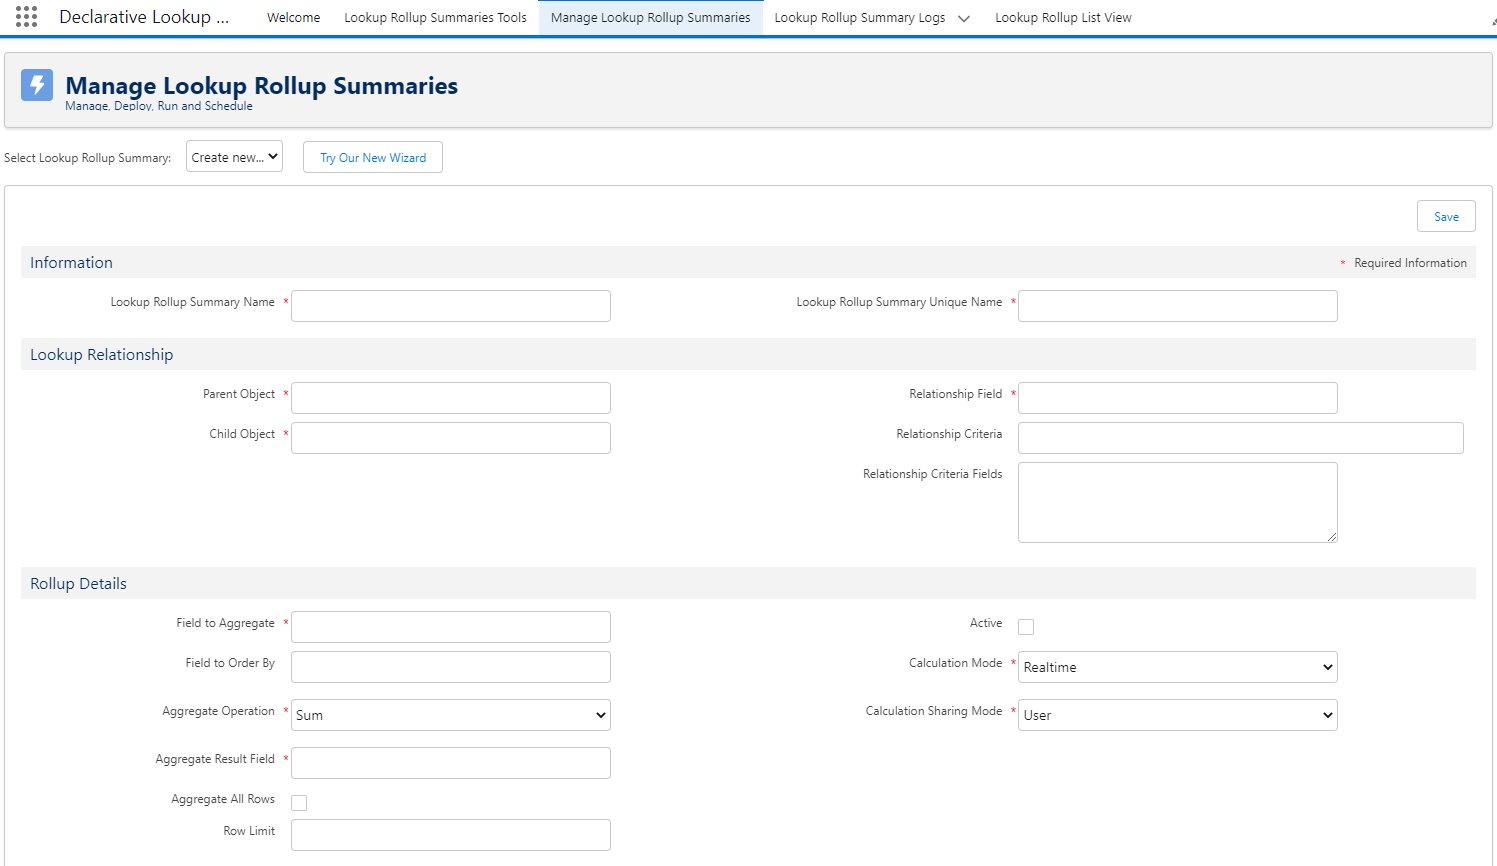 Declarative Lookup ...
Welcome
Lookup Rollup Summaries Tools
Manage Lookup Rollup Summaries
Lookup Rollup Summary Logs
Lookup Rollup List View
Manage Lookup Rollup Summaries
Manage, Deploy, Run and Schedule
Select Lookup Rollup Summary:
Create new...
Try Our New Wizard
Save
Information
* Required Information
Lookup Rollup Summary Name *
Lookup Rollup Summary Unique Name *
Lookup Relationship
Parent Object *
Relationship Field *
Child Object *
Relationship Criteria
Relationship Criteria Fields
Rollup Details
Field to Aggregate *
Active
Field to Order By
Calculation Mode * Realtime
Aggregate Operation * Sum
Calculation Sharing Mode * User
Aggregate Result Field *
Aggregate All Rows
Row Limit